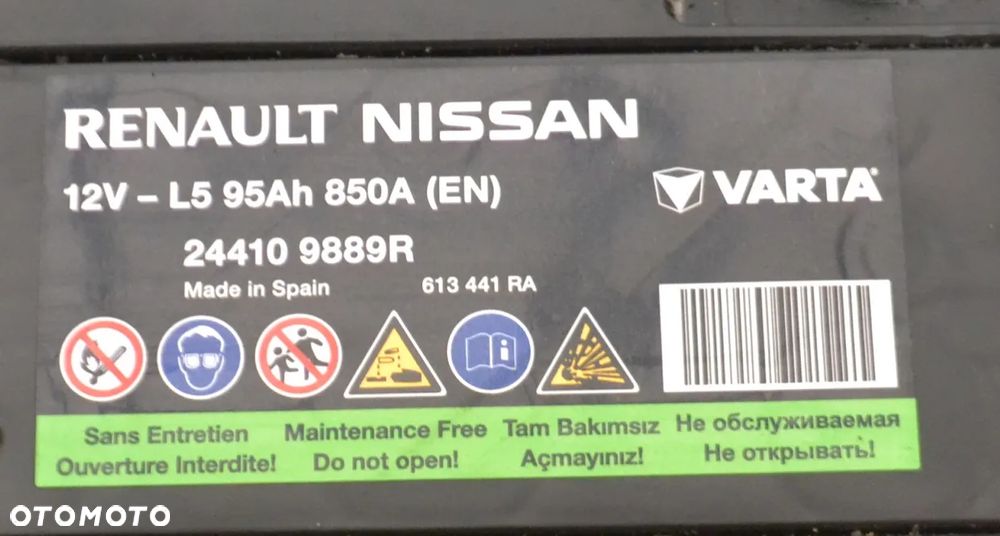 RENAULT NISSAN
12V – L5 95Ah 850A (EN)
VARTA
24410 9889R
Made in Spain
613 441 RA
Sans Entretien
Ouverture Interdite!
Maintenance Free
Do not open!
Tam Bakımsız
Açmayınız!
Не обслуживаемая
Не открывать!
OTOMOTO